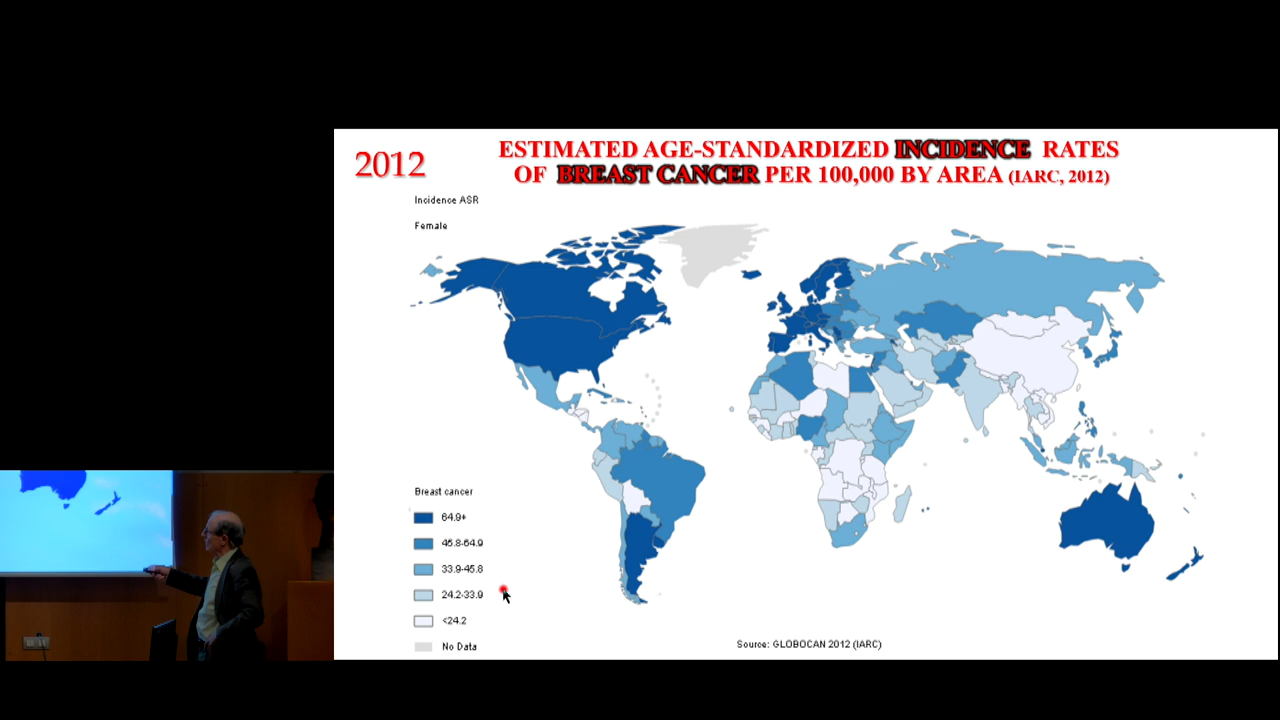 2012
ESTIMATED AGE-STANDARDIZED INCIDENCE RATES
OF BREAST CANCER PER 100,000 BY AREA (IARC, 2012)
Incidence ASR
Female
Breast cancer
64.9+
45.8-64.9
33.9-45.8
24.2-33.9
<24.2
No Data
Source: GLOBOCAN 2012 (IARC)